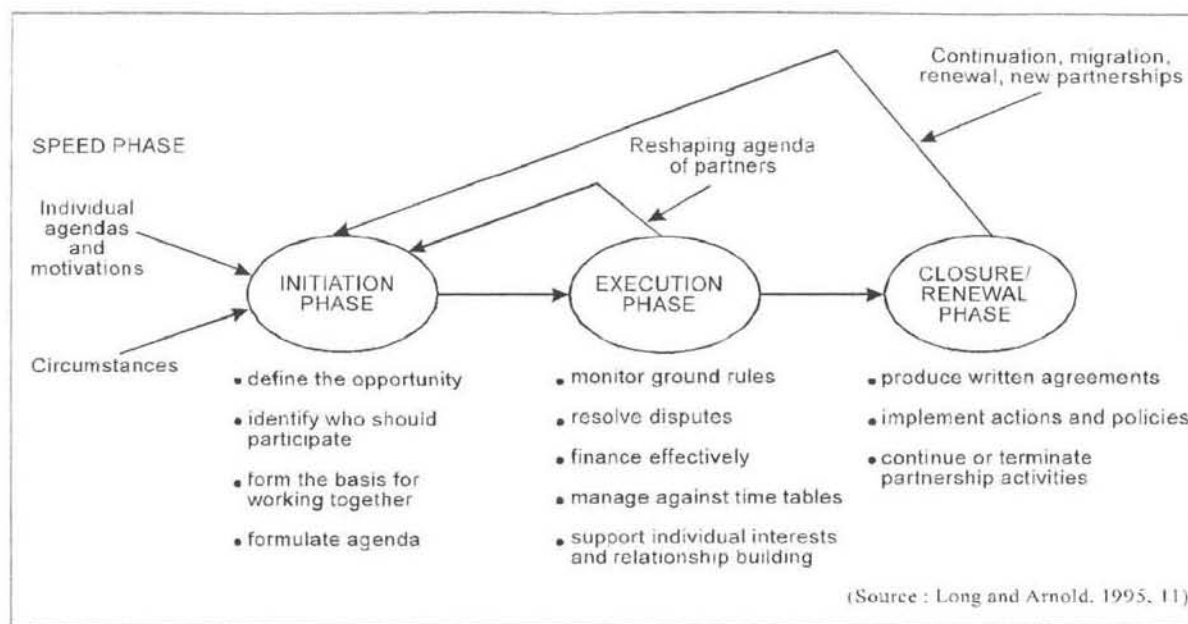 Continuation, migration,
renewal, new partnerships
SPEED PHASE
Reshaping agenda
of partners
Individual
agendas
and
motivations
Circumstances
INITIATION
PHASE
EXECUTION
PHASE
CLOSURE/
RENEWAL
PHASE
• define the opportunity
• identify who should
participate
• form the basis for
working together
• formulate agenda
• monitor ground rules
• resolve disputes
• finance effectively
• manage against time tables
• support individual interests
and relationship building
• produce written agreements
• implement actions and policies
• continue or terminate
partnership activities
(Source : Long and Arnold, 1995, 11)